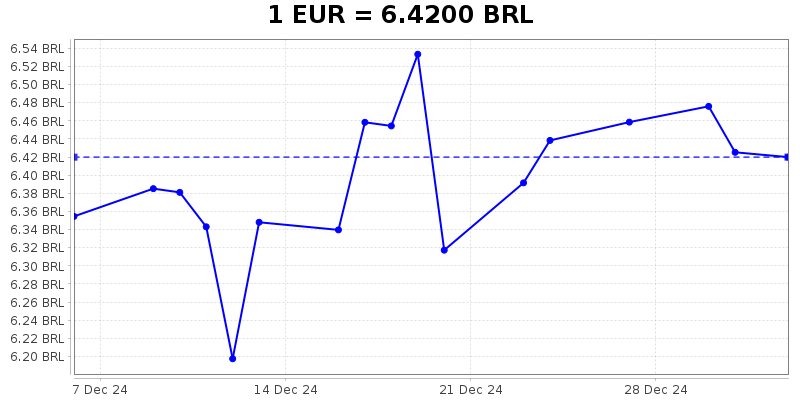 1 EUR = 6.4200 BRL
6.54 BRL
6.52 BRL
6.50 BRL
6.48 BRL
6.46 BRL
6.44 BRL
6.42 BRL
6.40 BRL
6.38 BRL
6.36 BRL
6.34 BRL
6.32 BRL
6.30 BRL
6.28 BRL
6.26 BRL
6.24 BRL
6.22 BRL
6.20 BRL
7 Dec 24 14 Dec 24 21 Dec 24 28 Dec 24